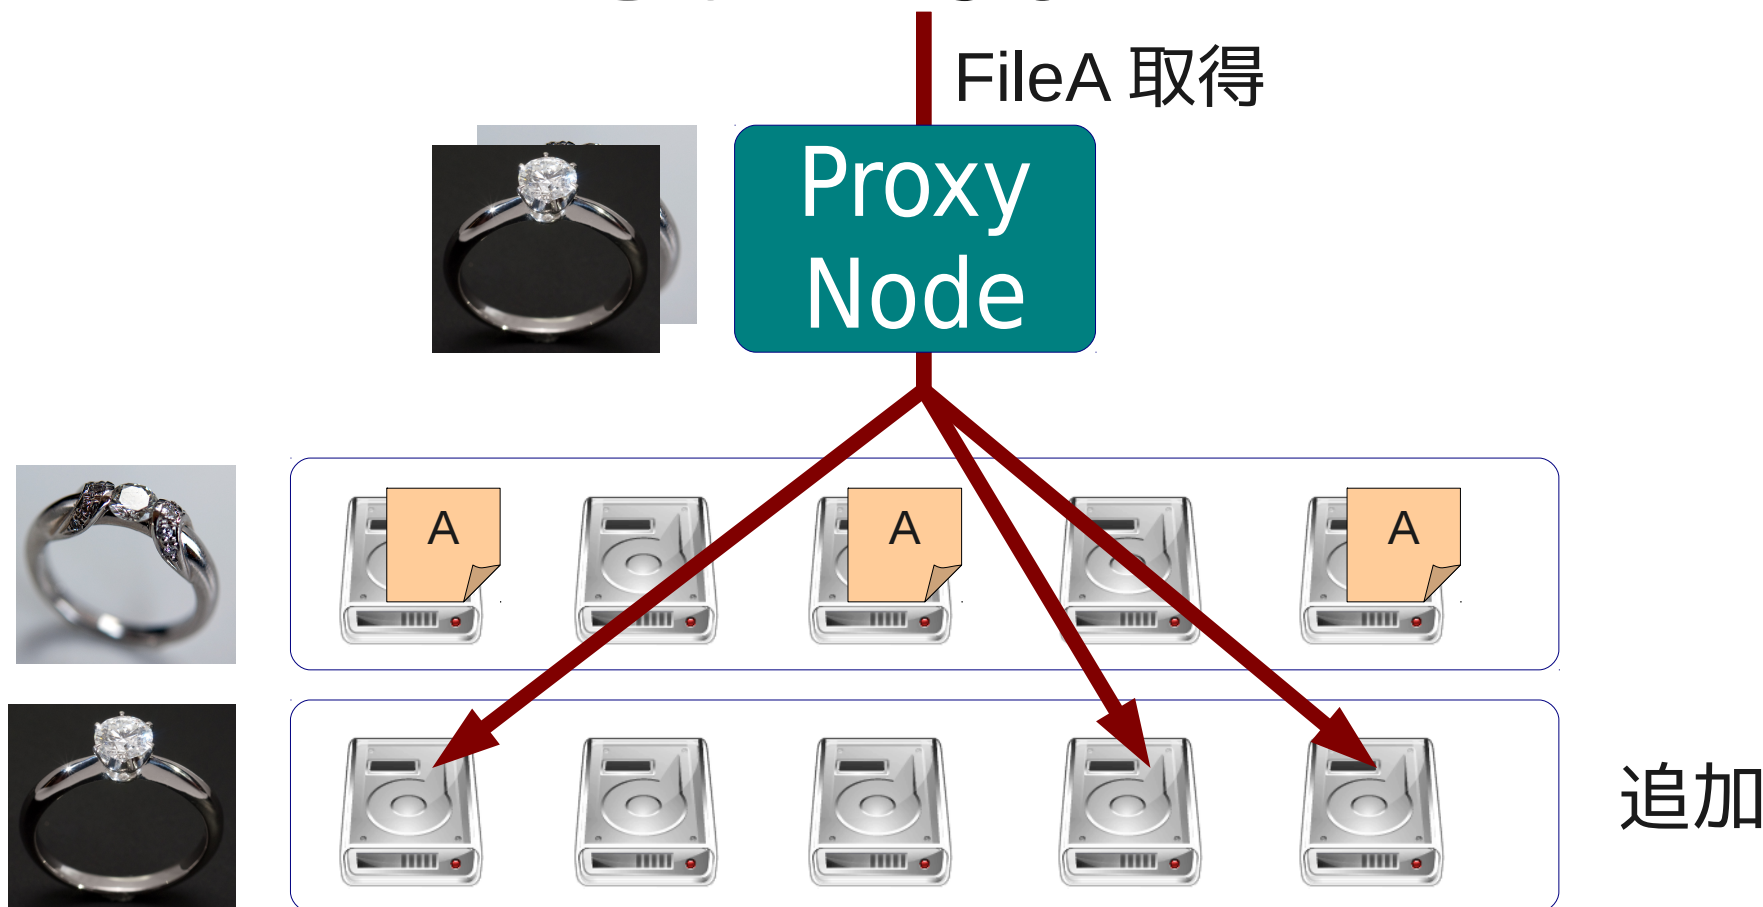 FileA 取得
Proxy
Node
A
A
A
追加